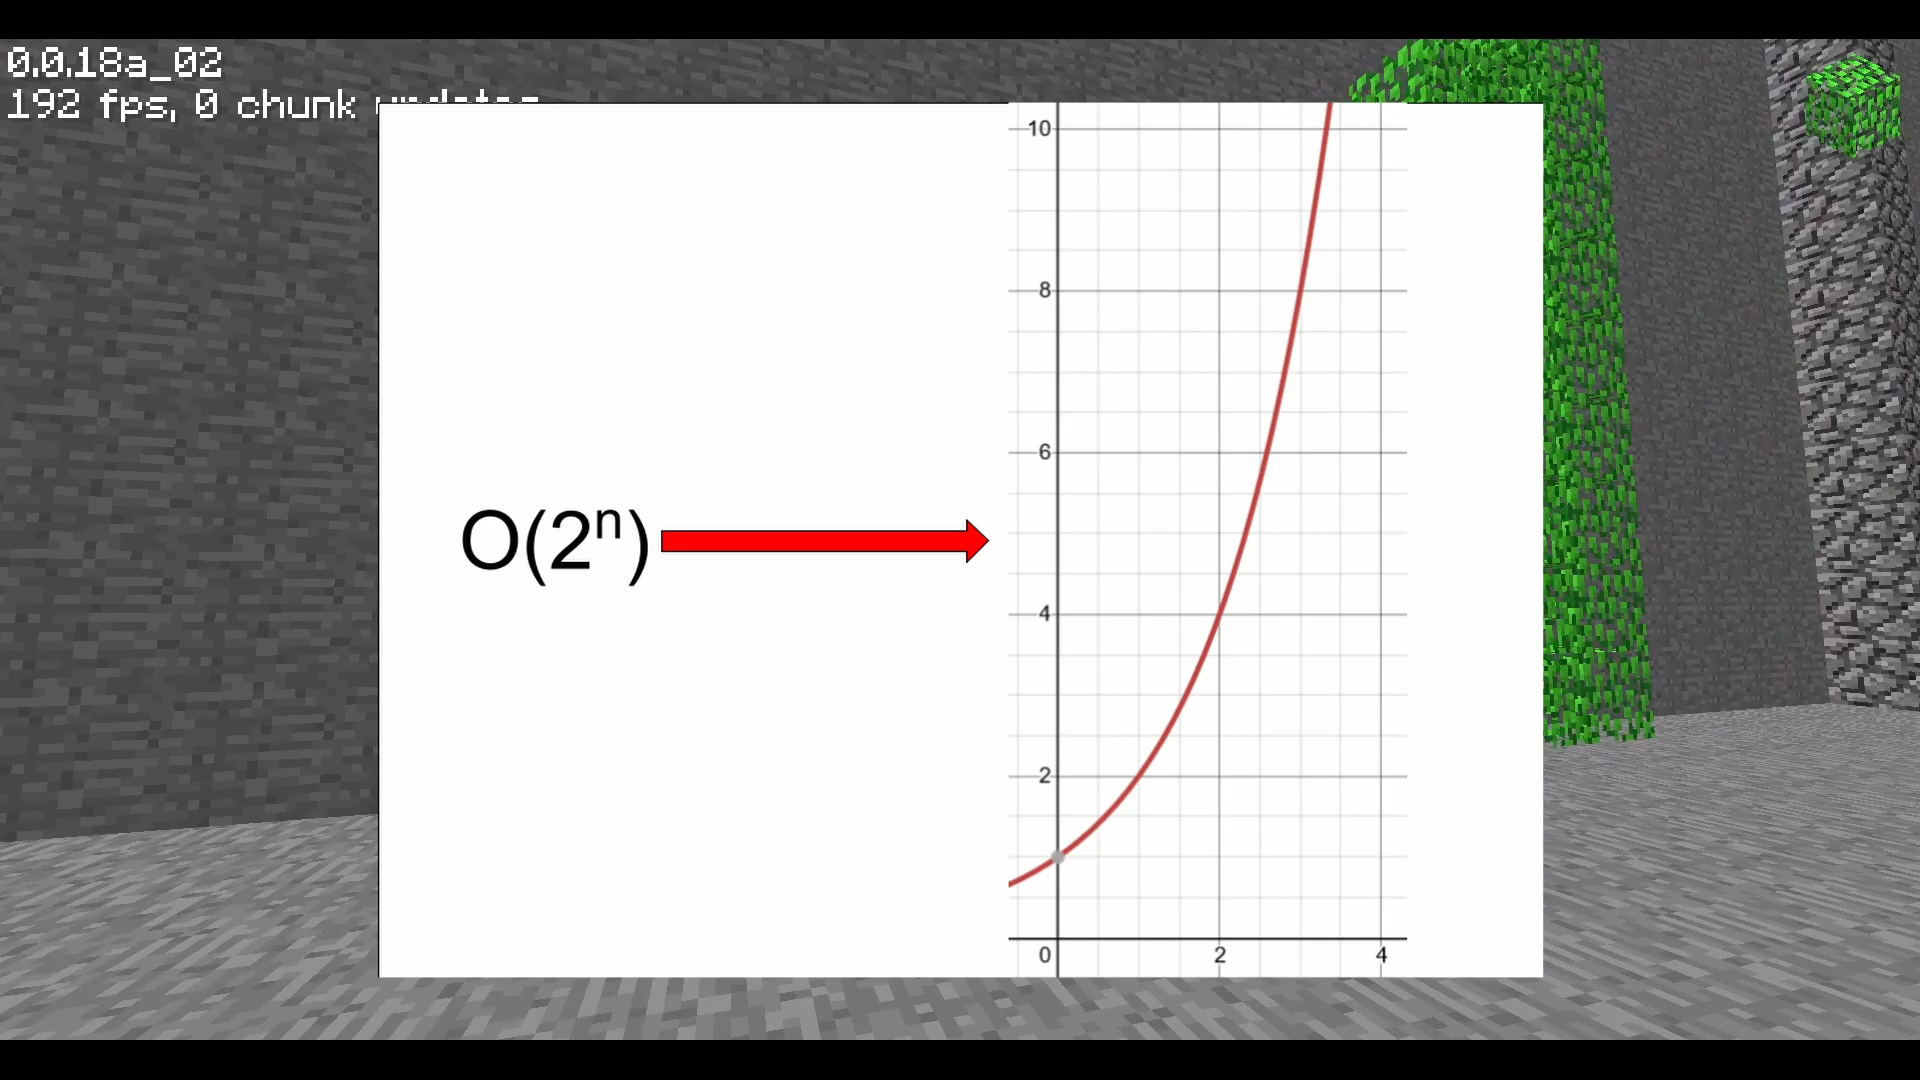 0.0.18a_02
192 fps, 0 chunk
O(2ⁿ)
10
8
6
4
2
0 2 4